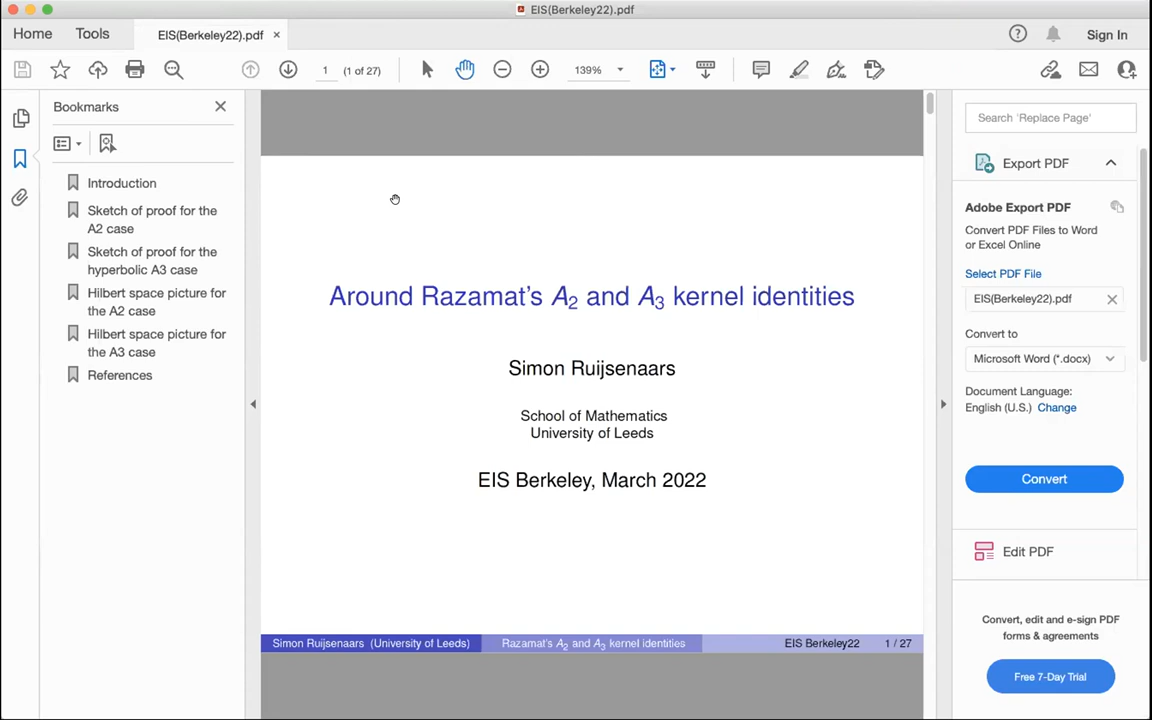 EIS(Berkeley22).pdf
Home
Tools
EIS(Berkeley22).pdf
Sign In
1
(1 of 27)
139%
Bookmarks
Introduction
Sketch of proof for the
A2 case
Sketch of proof for the
hyperbolic A3 case
Hilbert space picture for
the A2 case
Hilbert space picture for
the A3 case
References
Around Razamat's A2 and A3 kernel identities
Simon Ruijsenaars
School of Mathematics
University of Leeds
EIS Berkeley, March 2022
Simon Ruijsenaars (University of Leeds)
Razamat's A2 and A3 kernel identities
EIS Berkeley22
1 / 27
Search 'Replace Page'
Export PDF
Adobe Export PDF
Convert PDF Files to Word
or Excel Online
Select PDF File
EIS(Berkeley22).pdf
Convert to
Microsoft Word (*.docx)
Document Language:
English (U.S.) Change
Convert
Edit PDF
Convert, edit and e-sign PDF
forms & agreements
Free 7-Day Trial